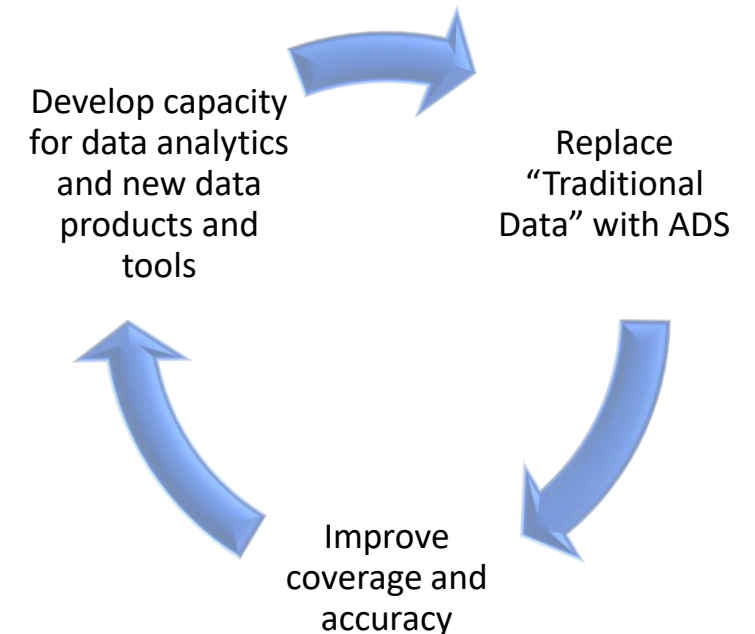 Develop capacity
for data analytics
and new data
products and
tools
Replace
“Traditional
Data” with ADS
Improve
coverage and
accuracy